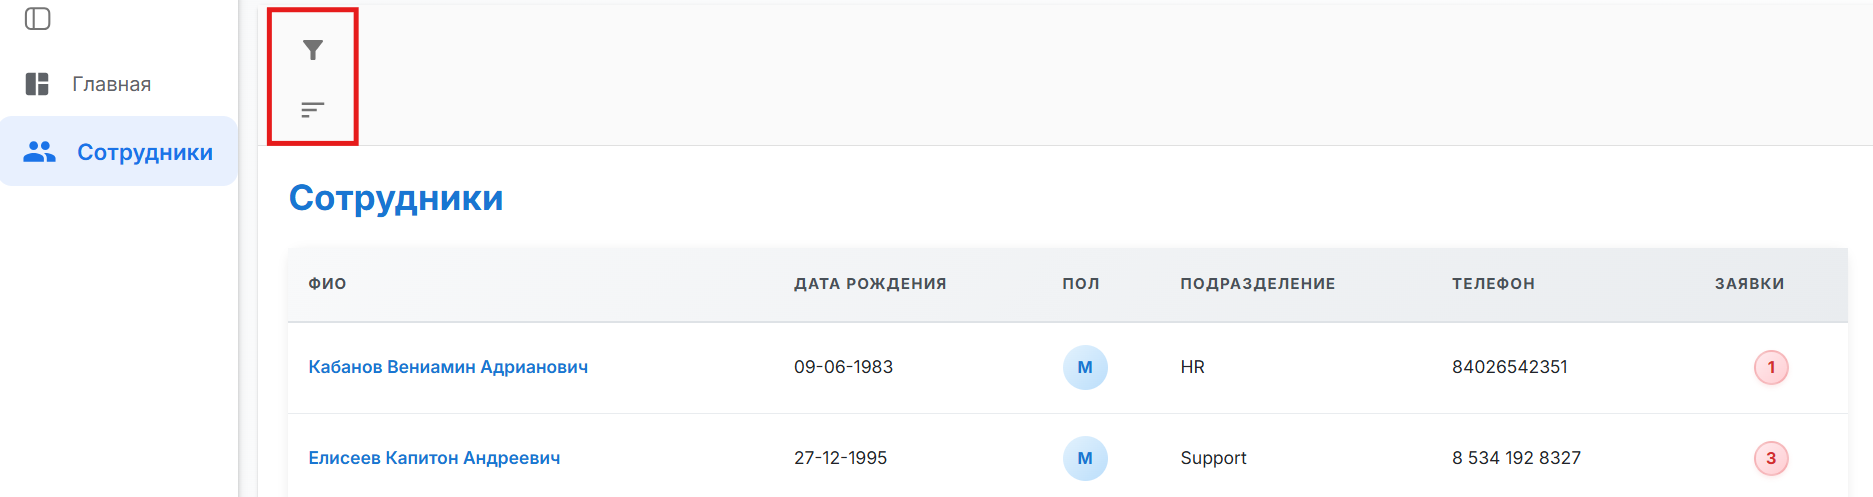 Главная
Сотрудники
Сотрудники
ФИО ДАТА РОЖДЕНИЯ ПОЛ ПОДРАЗДЕЛЕНИЕ ТЕЛЕФОН ЗАЯВКИ
Кабанов Вениамин Адрианович 09-06-1983 М HR 84026542351 1
Елисеев Капитон Андреевич 27-12-1995 М Support 8 534 192 8327 3